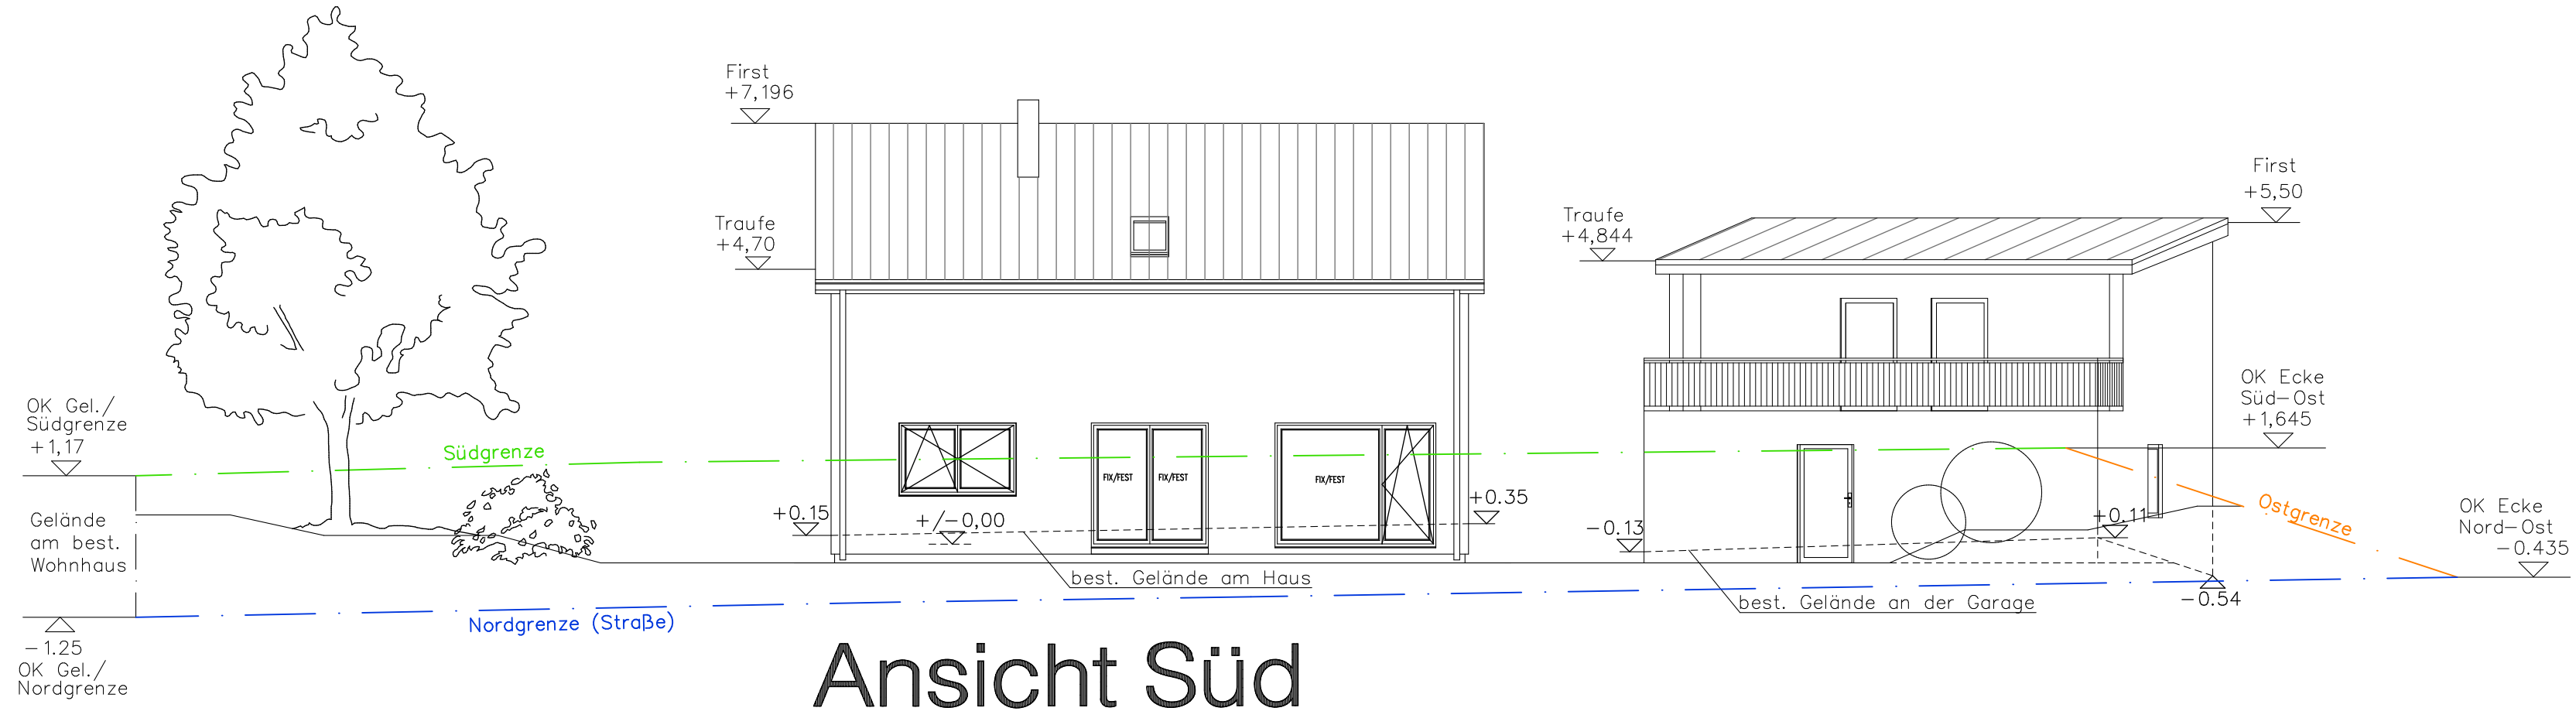 First
+7,196
Traufe
+4,70
First
+5,50
Traufe
+4,844
OK Gel./
Südgrenze
+1,17
Südgrenze
OK Ecke
Süd-Ost
+1,645
FIX/FEST
FIX/FEST
FIX/FEST
Gelände
am best.
Wohnhaus
+0.15
+/-0,00
+0.35
-0.13
+0.11
Ostgrenze
OK Ecke
Nord-Ost
-0.435
best. Gelände am Haus
best. Gelände an der Garage
-0.54
Nordgrenze (Straße)
-1.25
OK Gel./
Nordgrenze
Ansicht Süd